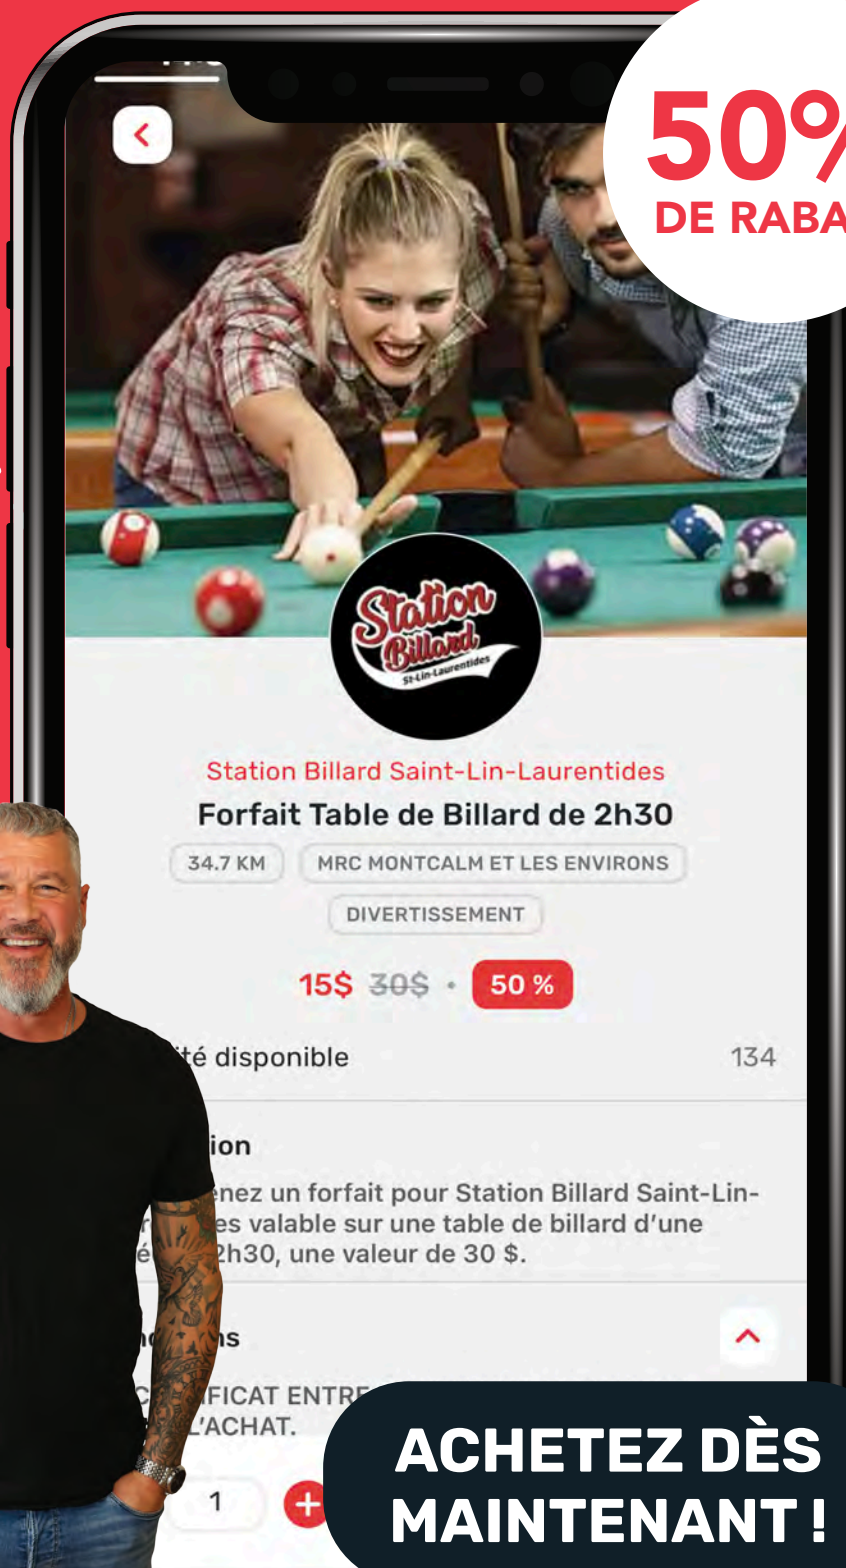 50%
DE RABA
Station
Billard
St-Lin-Laurentides
Station Billard Saint-Lin-Laurentides
Forfait Table de Billard de 2h30
34.7 KM MRC MONTCALM ET LES ENVIRONS
DIVERTISSEMENT
15$ 30$ • 50 %
té disponible 134
ion
enez un forfait pour Station Billard Saint-Lin-
es valable sur une table de billard d'une
2h30, une valeur de 30 $.
ns
FICAT ENTRE
L'ACHAT.
1 +
ACHETEZ DÈS
MAINTENANT !